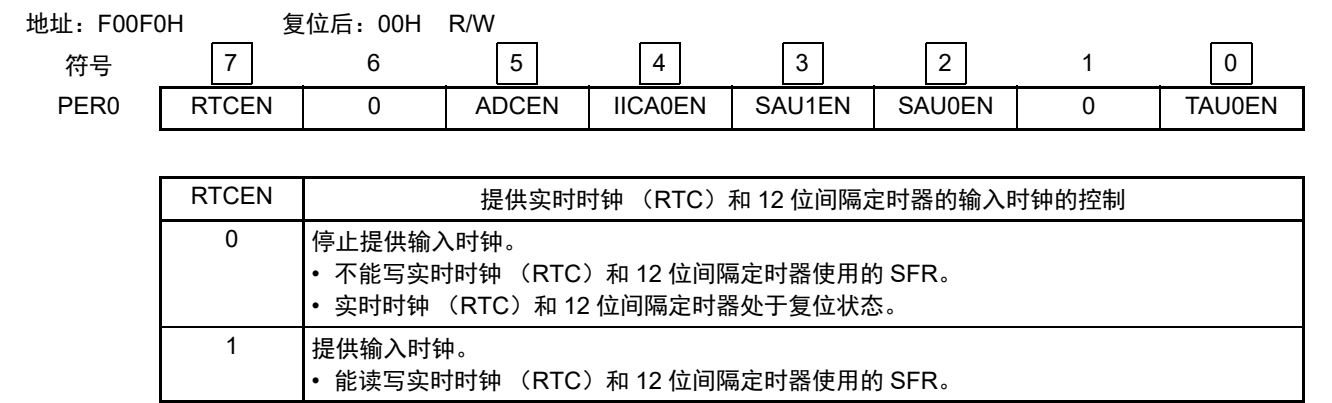 地址：F00F0H 复位后：00H R/W
符号 7 6 5 4 3 2 1 0
PER0 RTCEN 0 ADCEN IICA0EN SAU1EN SAU0EN 0 TAU0EN
RTCEN 提供实时时钟 （RTC）和 12 位间隔定时器的输入时钟的控制
0 停止提供输入时钟。
• 不能写实时时钟 （RTC）和 12 位间隔定时器使用的 SFR。
• 实时时钟 （RTC）和 12 位间隔定时器处于复位状态。
1 提供输入时钟。
• 能读写实时时钟 （RTC）和 12 位间隔定时器使用的 SFR。